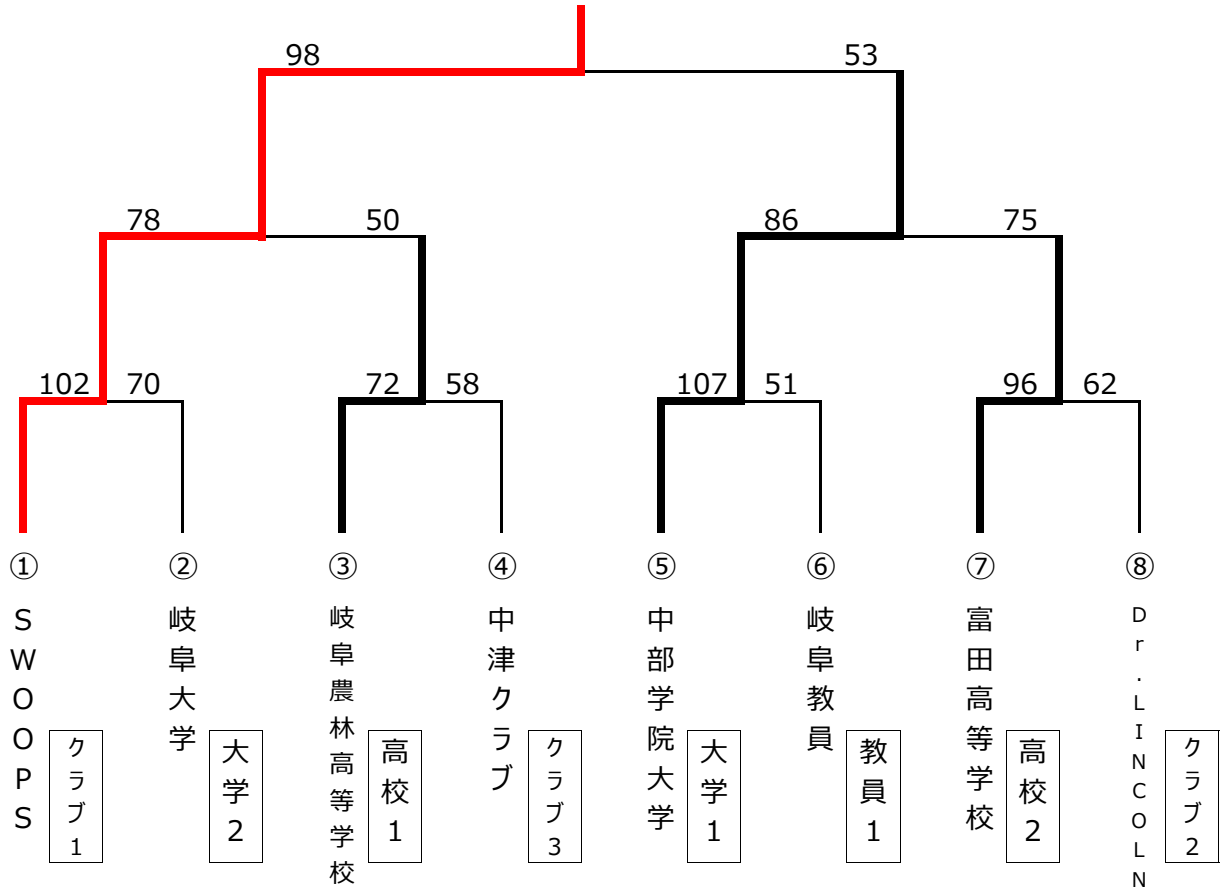 98
53
78
50
86
75
102
70
72
58
107
51
96
62
①
②
③
④
⑤
⑥
⑦
⑧
SWOOPS
クラブ1
岐阜大学
大学2
岐阜農林高等学校
高校1
中津クラブ
クラブ3
中部学院大学
大学1
岐阜教員
教員1
富田高等学校
高校2
Dr.LINCOLN
クラブ2